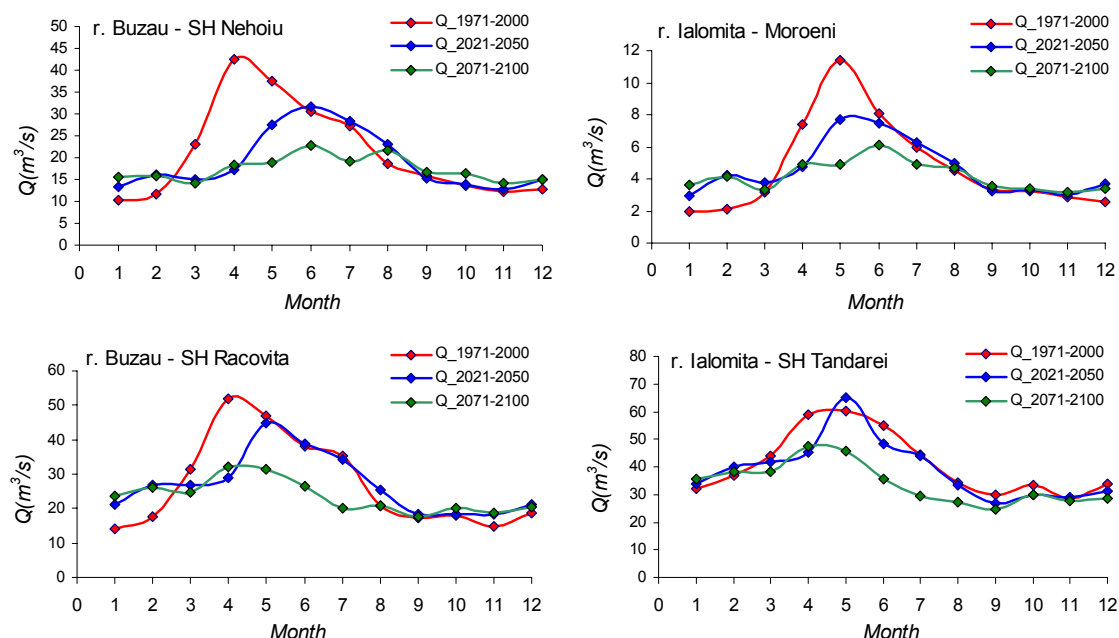 r. Buzau - SH Nehoiu
Q_1971-2000
Q_2021-2050
Q_2071-2100
Q(m³/s)
50
45
40
35
30
25
20
15
10
5
0
0 1 2 3 4 5 6 7 8 9 10 11 12
Month
r. Ialomita - Moroeni
Q_1971-2000
Q_2021-2050
Q_2071-2100
Q(m³/s)
12
10
8
6
4
2
0
0 1 2 3 4 5 6 7 8 9 10 11 12
Month
r. Buzau - SH Racovita
Q_1971-2000
Q_2021-2050
Q_2071-2100
Q(m³/s)
60
50
40
30
20
10
0
0 1 2 3 4 5 6 7 8 9 10 11 12
Month
r. Ialomita - SH Tandarei
Q_1971-2000
Q_2021-2050
Q_2071-2100
Q(m³/s)
80
70
60
50
40
30
20
10
0
0 1 2 3 4 5 6 7 8 9 10 11 12
Month